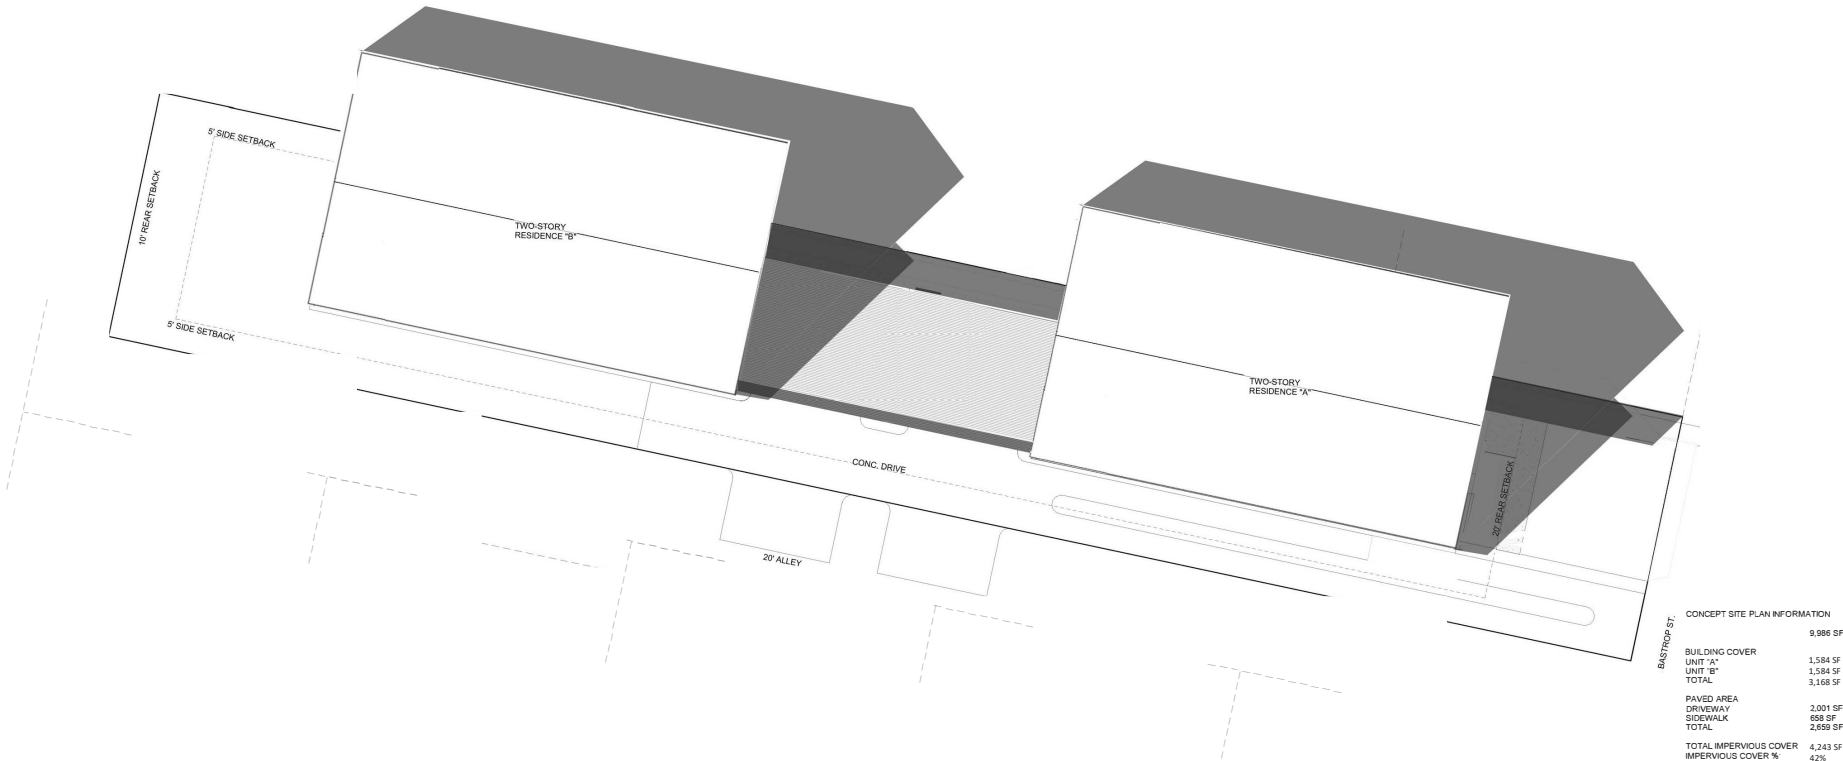 5' SIDE SETBACK
10' REAR SETBACK
TWO-STORY
RESIDENCE "B"
5' SIDE SETBACK
TWO-STORY
RESIDENCE "A"
CONC. DRIVE
20' REAR SETBACK
20' ALLEY
BASTROP ST.
CONCEPT SITE PLAN INFORMATION
9,986 SF
BUILDING COVER
UNIT "A" 1,584 SF
UNIT "B" 1,584 SF
TOTAL 3,168 SF
PAVED AREA
DRIVEWAY 2,001 SF
SIDEWALK 658 SF
TOTAL 2,659 SF
TOTAL IMPERVIOUS COVER 4,243 SF
IMPERVIOUS COVER % 42%